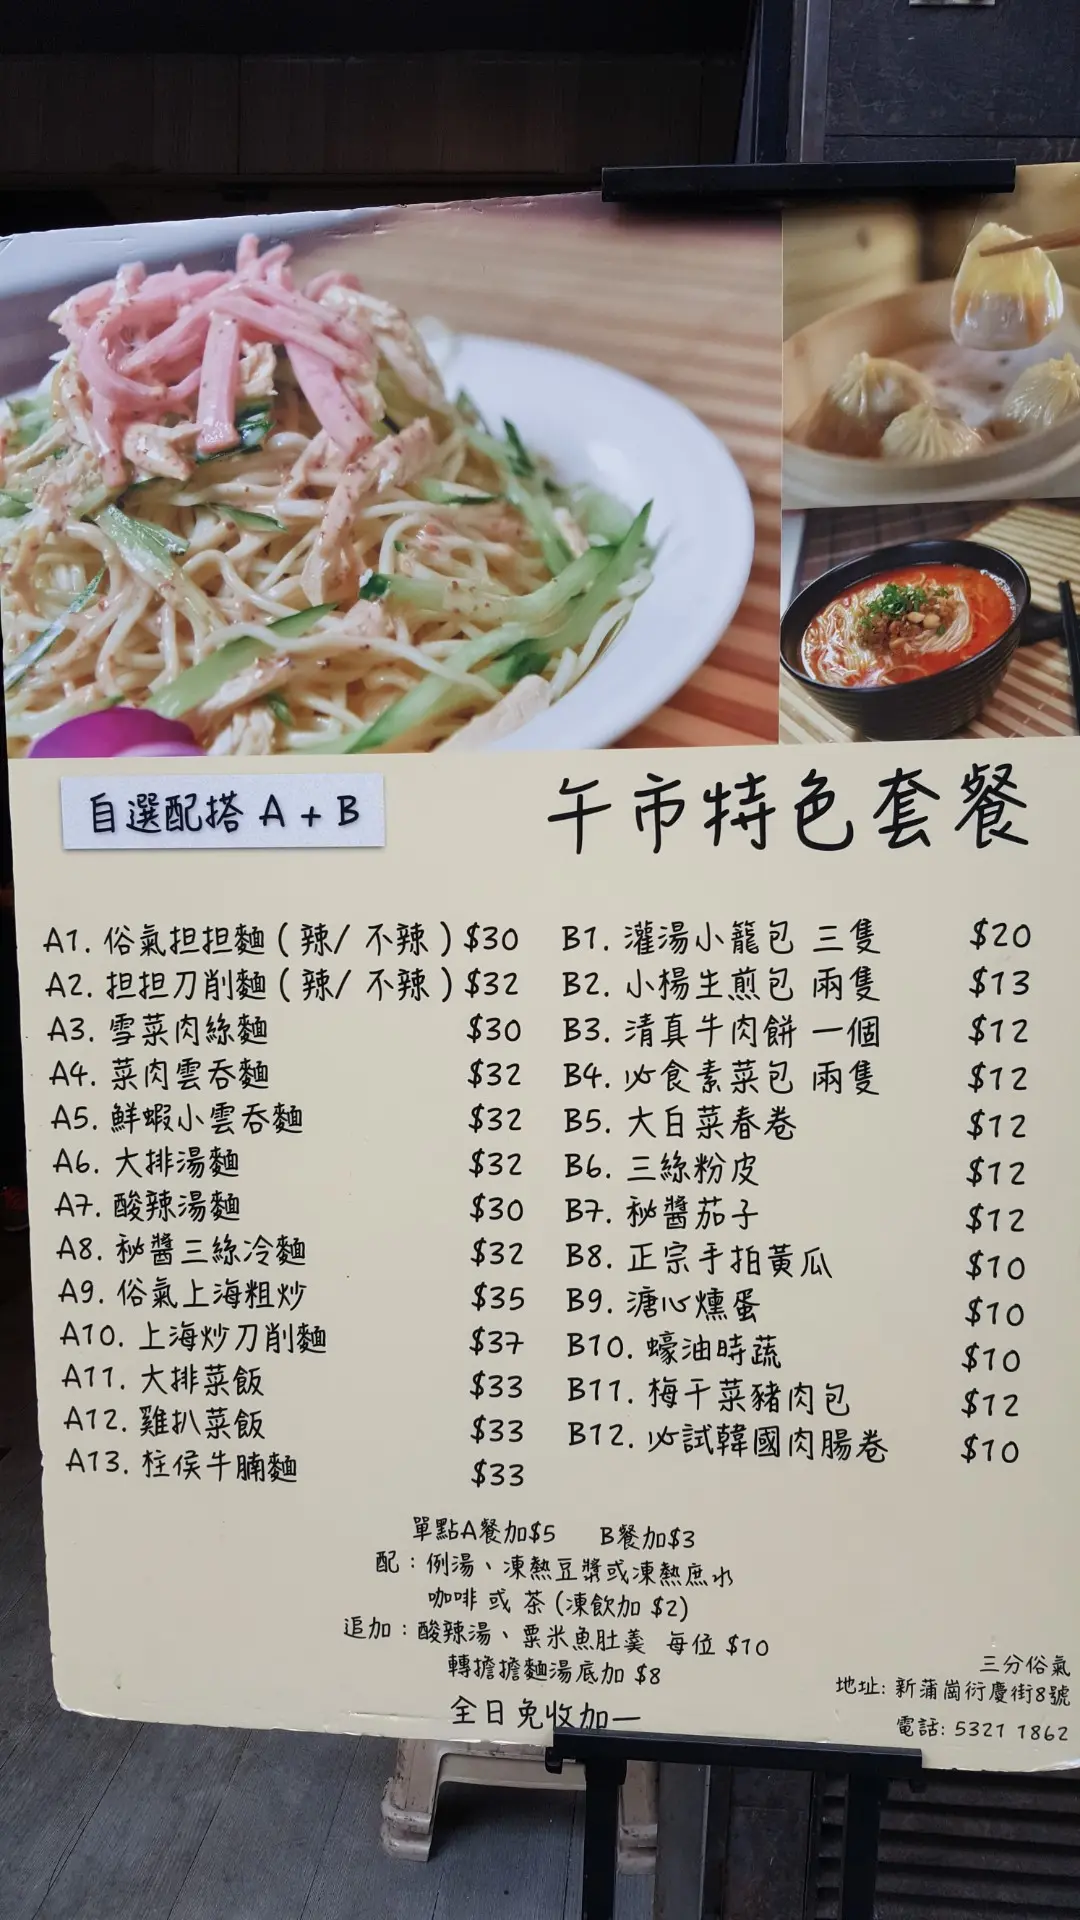 自選配搭 A + B
午市特色套餐
A1. 俗氣担担麵 ( 辣/ 不辣 ) $30
A2. 担担刀削麵 ( 辣/ 不辣 ) $32
A3. 雪菜肉絲麵 $30
A4. 菜肉雲吞麵 $32
A5. 鮮蝦小雲吞麵 $32
A6. 大排湯麵 $32
A7. 酸辣湯麵 $30
A8. 秘醬三絲冷麵 $32
A9. 俗氣上海粗炒 $35
A10. 上海炒刀削麵 $37
A11. 大排菜飯 $33
A12. 雞扒菜飯 $33
A13. 柱侯牛腩麵 $33
B1. 灌湯小籠包 三隻 $20
B2. 小楊生煎包 兩隻 $13
B3. 清真牛肉餅 一個 $12
B4. 必食素菜包 兩隻 $12
B5. 大白菜春卷 $12
B6. 三絲粉皮 $12
B7. 秘醬茄子 $12
B8. 正宗手拍黃瓜 $10
B9. 溏心燻蛋 $10
B10. 蠔油時蔬 $10
B11. 梅干菜豬肉包 $12
B12. 必試韓國肉腸卷 $10
單點A餐加$5 B餐加$3
配：例湯、凍熱豆漿或凍熱蔗水
咖啡 或 茶 (凍飲加 $2)
追加：酸辣湯、粟米魚肚羹 每位 $10
轉擔擔麵湯底加 $8
全日免收加一
三分俗氣
地址: 新蒲崗衍慶街8號
電話: 5321 1862